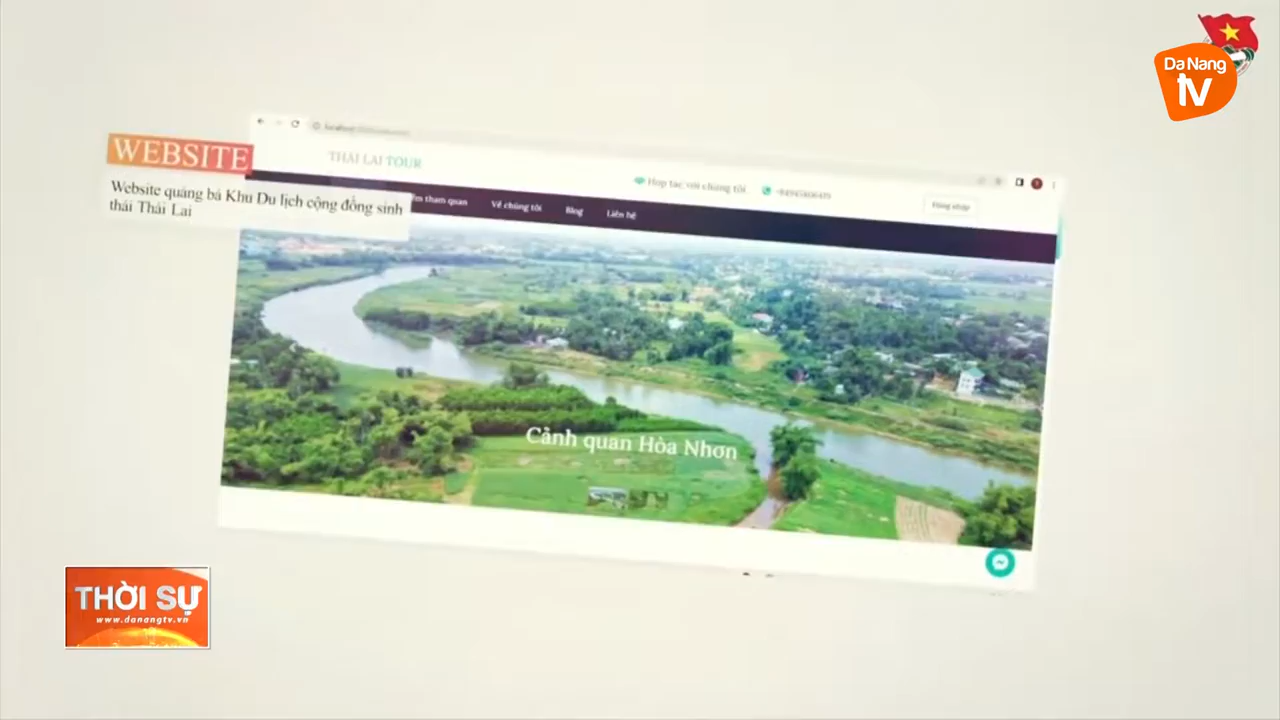 Da Nang
tv
WEBSITE
Website quảng bá Khu Du lịch cộng đồng sinh
thái Thái Lai
THÁI LAI TOUR
Hợp tác với chúng tôi
Đăng nhập
tham quan
Về chúng tôi
Blog
Liên hệ
Cảnh quan Hòa Nhơn
THỜI SỰ
www.danangtv.vn